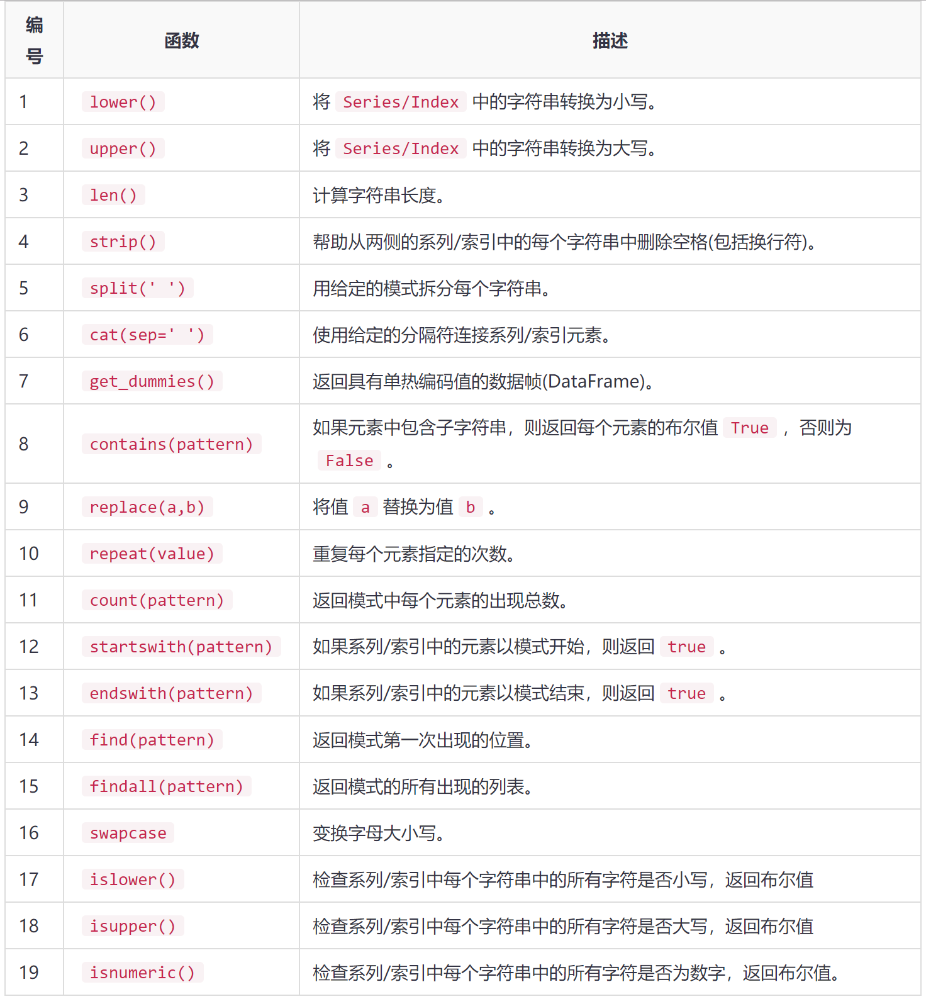 编
号
函数
描述
1 lower() 将 Series/Index 中的字符串转换为小写。
2 upper() 将 Series/Index 中的字符串转换为大写。
3 len() 计算字符串长度。
4 strip() 帮助从两侧的系列/索引中的每个字符串中删除空格(包括换行符)。
5 split(' ') 用给定的模式拆分每个字符串。
6 cat(sep=' ') 使用给定的分隔符连接系列/索引元素。
7 get_dummies() 返回具有单热编码值的数据帧(DataFrame)。
8 contains(pattern) 如果元素中包含子字符串，则返回每个元素的布尔值 True ，否则为
False 。
9 replace(a,b) 将值 a 替换为值 b 。
10 repeat(value) 重复每个元素指定的次数。
11 count(pattern) 返回模式中每个元素的出现总数。
12 startswith(pattern) 如果系列/索引中的元素以模式开始，则返回 true 。
13 endswith(pattern) 如果系列/索引中的元素以模式结束，则返回 true 。
14 find(pattern) 返回模式第一次出现的位置。
15 findall(pattern) 返回模式的所有出现的列表。
16 swapcase 变换字母大小写。
17 islower() 检查系列/索引中每个字符串中的所有字符是否小写，返回布尔值
18 isupper() 检查系列/索引中每个字符串中的所有字符是否大写，返回布尔值
19 isnumeric() 检查系列/索引中每个字符串中的所有字符是否为数字，返回布尔值。